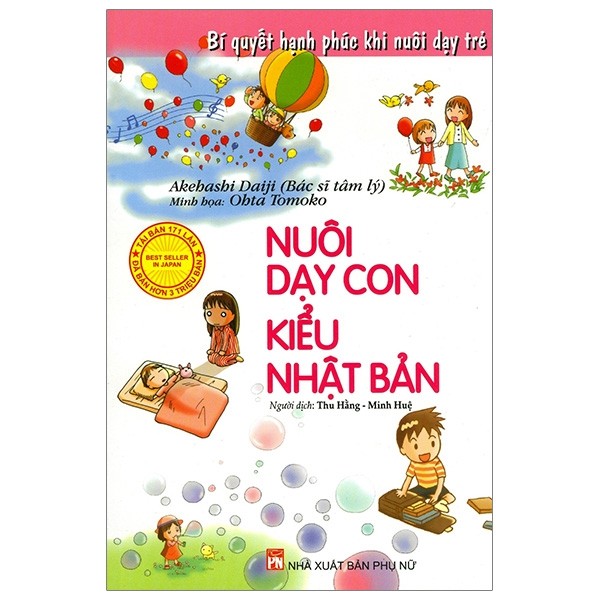 Bí quyết hạnh phúc khi nuôi dạy trẻ
Akehashi Daiji (Bác sĩ tâm lý)
Minh họa: Ohta Tomoko
TÁI BẢN 171 LẦN
BEST SELLER
IN JAPAN
ĐÃ BÁN HƠN 3 TRIỆU BẢN
NUÔI
DẠY CON
KIỂU
NHẬT BẢN
Người dịch: Thu Hằng - Minh Huệ
PN
NHÀ XUẤT BẢN PHỤ NỮ